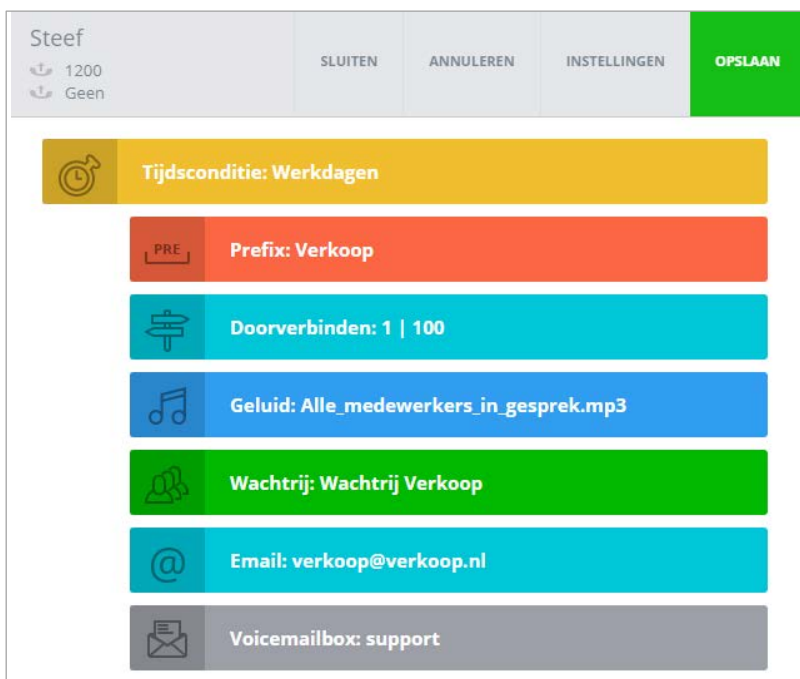 Steef
1200
Geen
SLUITEN
ANNULEREN
INSTELLINGEN
OPSLAAN
Tijdsconditie: Werkdagen
PRE
Prefix: Verkoop
Doorverbinden: 1 | 100
Geluid: Alle_medewerkers_in_gesprek.mp3
Wachtrij: Wachtrij Verkoop
@
Email: verkoop@verkoop.nl
Voicemailbox: support